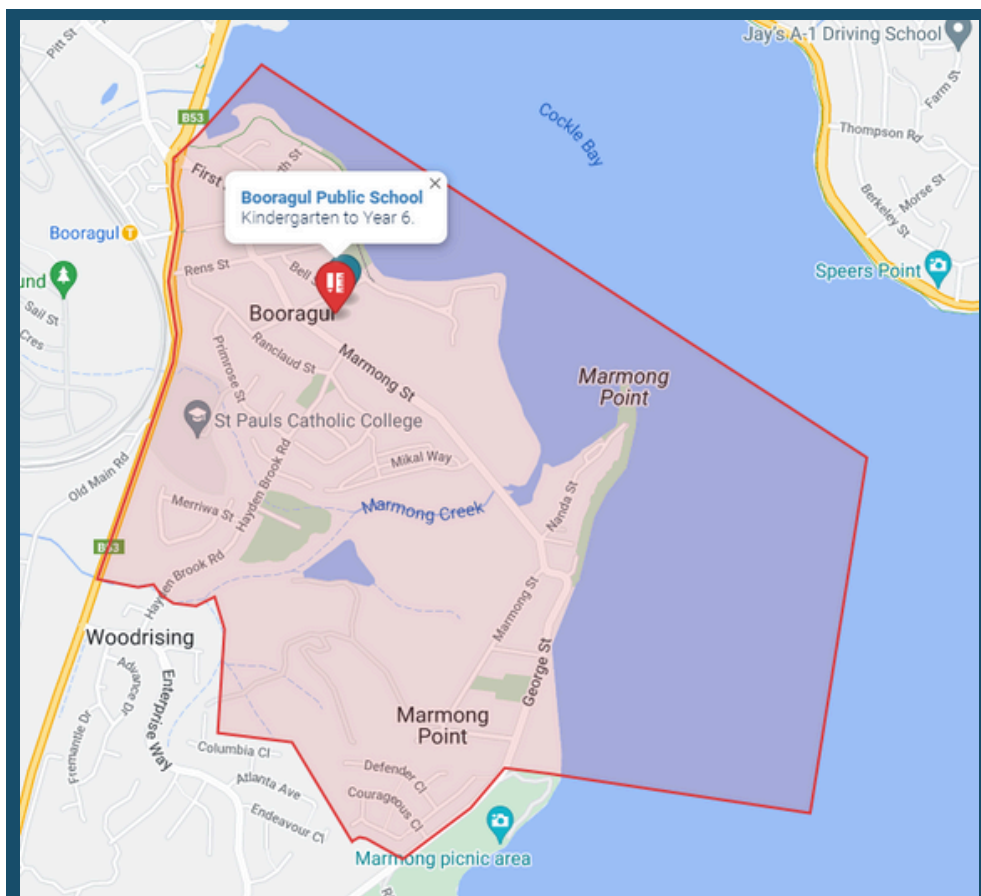 Pitt St
Jay's A-1 Driving School
Farm St
B53
Cockle
Bay
Thompson Rd
First
th St
Booragul Public School
Kindergarten to Year 6.
Morse St
Berkeley St
Booragul
T
Rens St
Bell S
Speers Point
und
Sail St
Cres
Booragul
Ranclaud St
Primrose St
Marmong St
Marmong
Point
St Pauls Catholic College
Mikal Way
Old Main Rd
Hayden Brook Rd
Merriwa St
Marmong Creek
Nanda St
B53
Hayden Brook Rd
Marmong St
Woodrising
George St
Advance Dr
Enterprise Way
Fremantle Dr
Marmong
Point
Columbia Cl
Defender Cl
Atlanta Ave
Courageous Cl
Endeavour Cl
Marmong picnic area